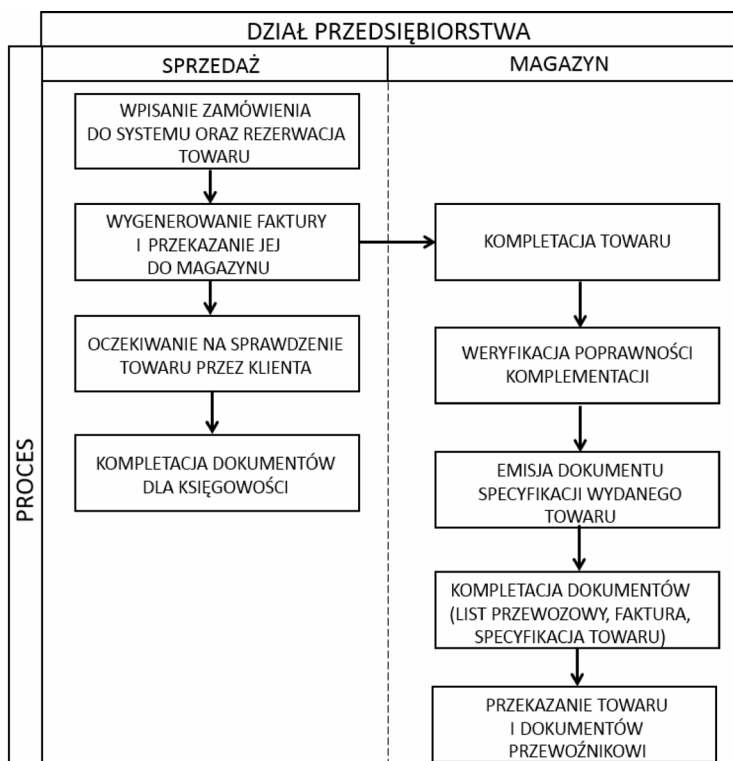 DZIAŁ PRZEDSIĘBIORSTWA
SPRZEDAŻ
MAGAZYN
PROCES
WPISANIE ZAMÓWIENIA
DO SYSTEMU ORAZ REZERWACJA
TOWARU
WYGENEROWANIE FAKTURY
I PRZEKAZANIE JEJ
DO MAGAZYNU
OCZEKIWANIE NA SPRAWDZENIE
TOWARU PRZEZ KLIENTA
KOMPLETACJA DOKUMENTÓW
DLA KSIĘGOWOŚCI
KOMPLETACJA TOWARU
WERYFIKACJA POPRAWNOŚCI
KOMPLEMENTACJI
EMISJA DOKUMENTU
SPECYFIKACJI WYDANEGO
TOWARU
KOMPLETACJA DOKUMENTÓW
(LIST PRZEWOZOWY, FAKTURA,
SPECYFIKACJA TOWARU)
PRZEKAZANIE TOWARU
I DOKUMENTÓW
PRZEWOŹNIKOWI